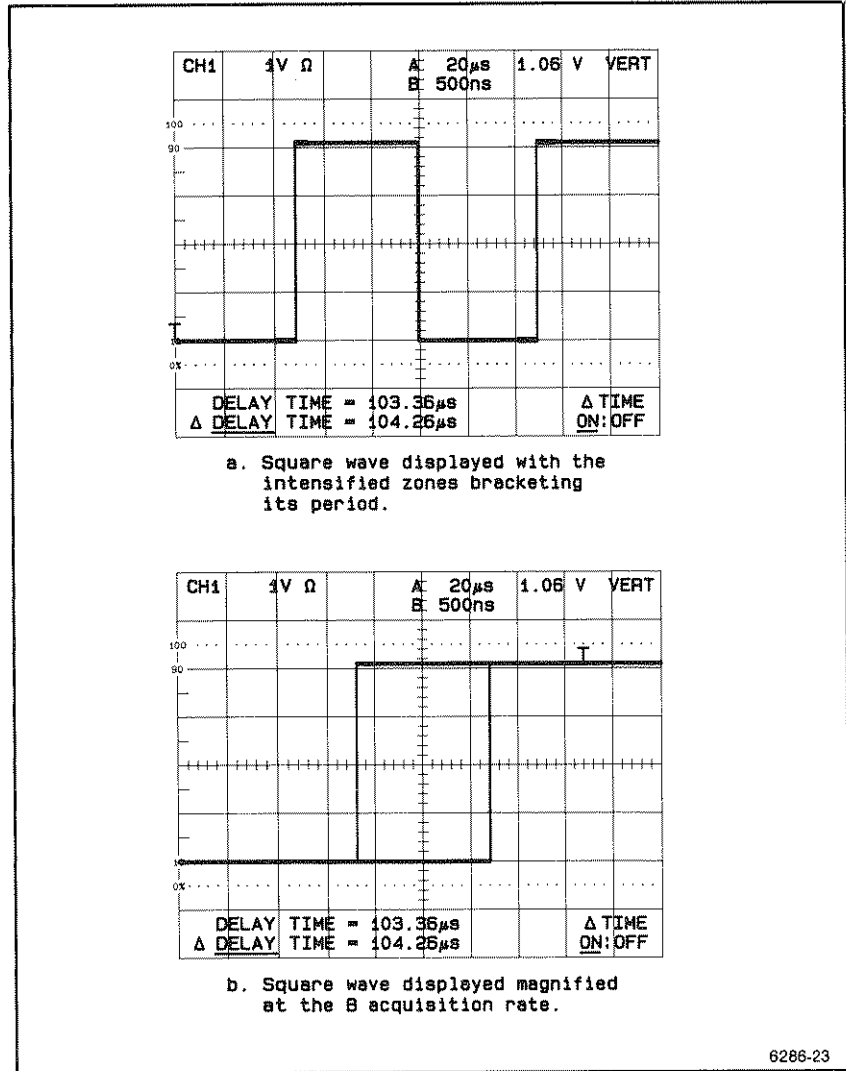 CH1 1V Ω A 20µs 1.06 V VERT
B 500ns
100
90
T
10
0%
DELAY TIME = 103.36µs Δ TIME
Δ DELAY TIME = 104.26µs ON:OFF
a. Square wave displayed with the
intensified zones bracketing
its period.
CH1 1V Ω A 20µs 1.06 V VERT
B 500ns
100
90
T
10
0%
DELAY TIME = 103.36µs Δ TIME
Δ DELAY TIME = 104.26µs ON:OFF
b. Square wave displayed magnified
at the B acquisition rate.
6286-23